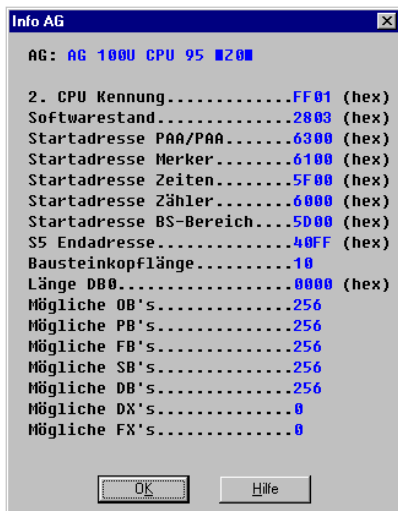 Info AG
AG: AG 100U CPU 95 ■Z0■
2. CPU Kennung.............FF01 (hex)
Softwarestand..............2803 (hex)
Startadresse PAA/PAA.......6300 (hex)
Startadresse Merker........6100 (hex)
Startadresse Zeiten........5F00 (hex)
Startadresse Zähler........6000 (hex)
Startadresse BS-Bereich....5D00 (hex)
S5 Endadresse..............40FF (hex)
Bausteinkopflänge..........10
Länge DB0..................0000 (hex)
Mögliche OB's..............256
Mögliche PB's..............256
Mögliche FB's..............256
Mögliche SB's..............256
Mögliche DB's..............256
Mögliche DX's..............0
Mögliche FX's..............0
OK
Hilfe